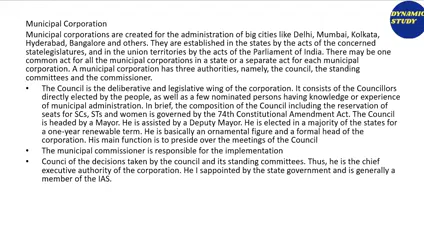 DYNAMIC
STUDY
Municipal Corporation
Municipal corporations are created for the administration of big cities like Delhi, Mumbai, Kolkata,
Hyderabad, Bangalore and others. They are established in the states by the acts of the concerned
statelegislatures, and in the union territories by the acts of the Parliament of India. There may be one
common act for all the municipal corporations in a state or a separate act for each municipal
corporation. A municipal corporation has three authorities, namely, the council, the standing
committees and the commissioner.
• The Council is the deliberative and legislative wing of the corporation. It consists of the Councillors
directly elected by the people, as well as a few nominated persons having knowledge or experience
of municipal administration. In brief, the composition of the Council including the reservation of
seats for SCs, STs and women is governed by the 74th Constitutional Amendment Act. The Council
is headed by a Mayor. He is assisted by a Deputy Mayor. He is elected in a majority of the states for
a one-year renewable term. He is basically an ornamental figure and a formal head of the
corporation. His main function is to preside over the meetings of the Council
• The municipal commissioner is responsible for the implementation
• Counci of the decisions taken by the council and its standing committees. Thus, he is the chief
executive authority of the corporation. He I sappointed by the state government and is generally a
member of the IAS.